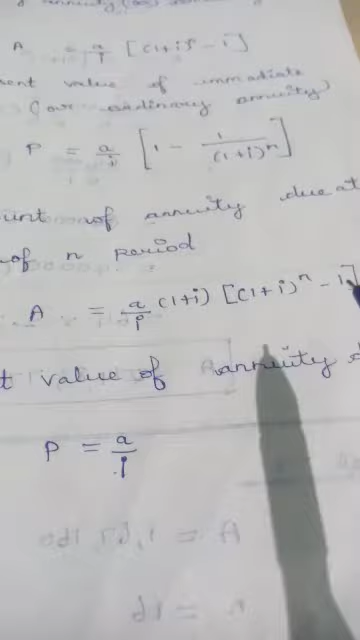 annuity
A = a/i [(1+i)ⁿ - 1]
value of immediate
(or ordinary annuity)
P = a/i [1 - 1/(1+i)ⁿ]
of annuity due at
of n period
A = a/i (1+i) [(1+i)ⁿ - 1]
value of annuity
P = a/i